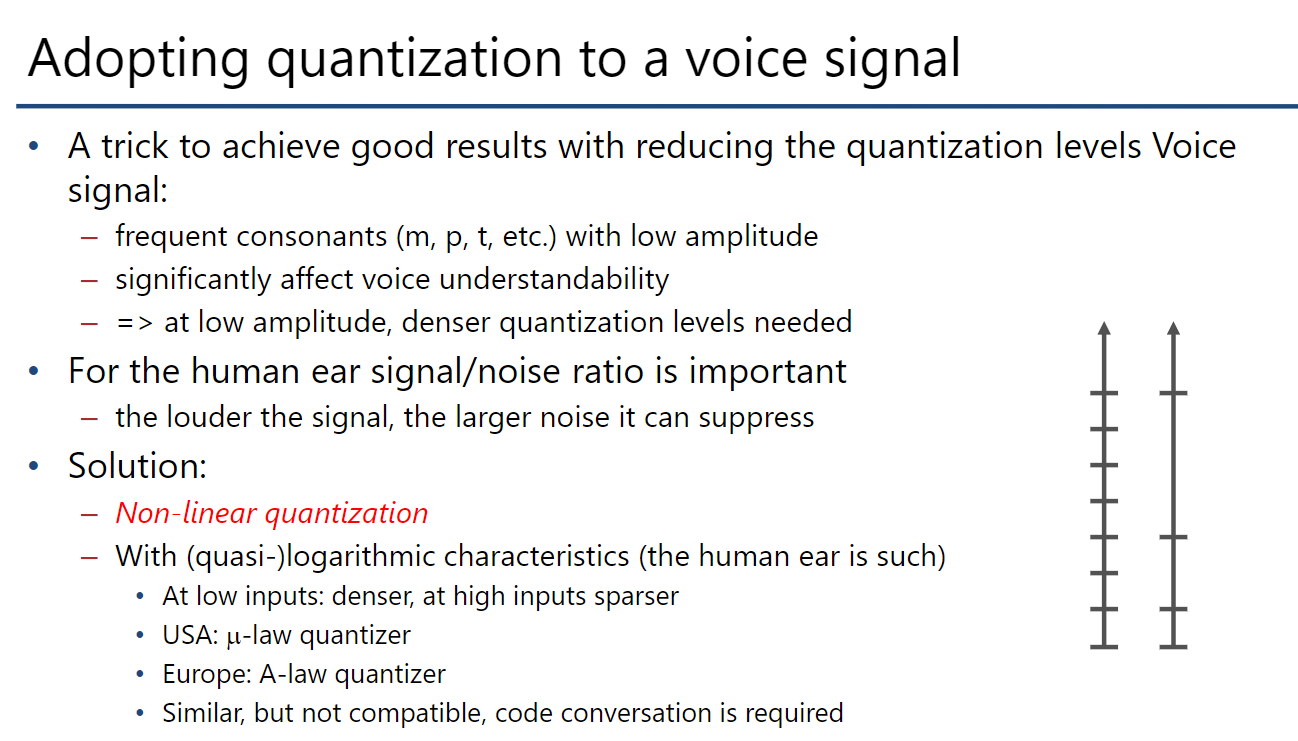 Adopting quantization to a voice signal
• A trick to achieve good results with reducing the quantization levels Voice
signal:
– frequent consonants (m, p, t, etc.) with low amplitude
– significantly affect voice understandability
– => at low amplitude, denser quantization levels needed
• For the human ear signal/noise ratio is important
– the louder the signal, the larger noise it can suppress
• Solution:
– Non-linear quantization
– With (quasi-)logarithmic characteristics (the human ear is such)
• At low inputs: denser, at high inputs sparser
• USA: μ-law quantizer
• Europe: A-law quantizer
• Similar, but not compatible, code conversation is required